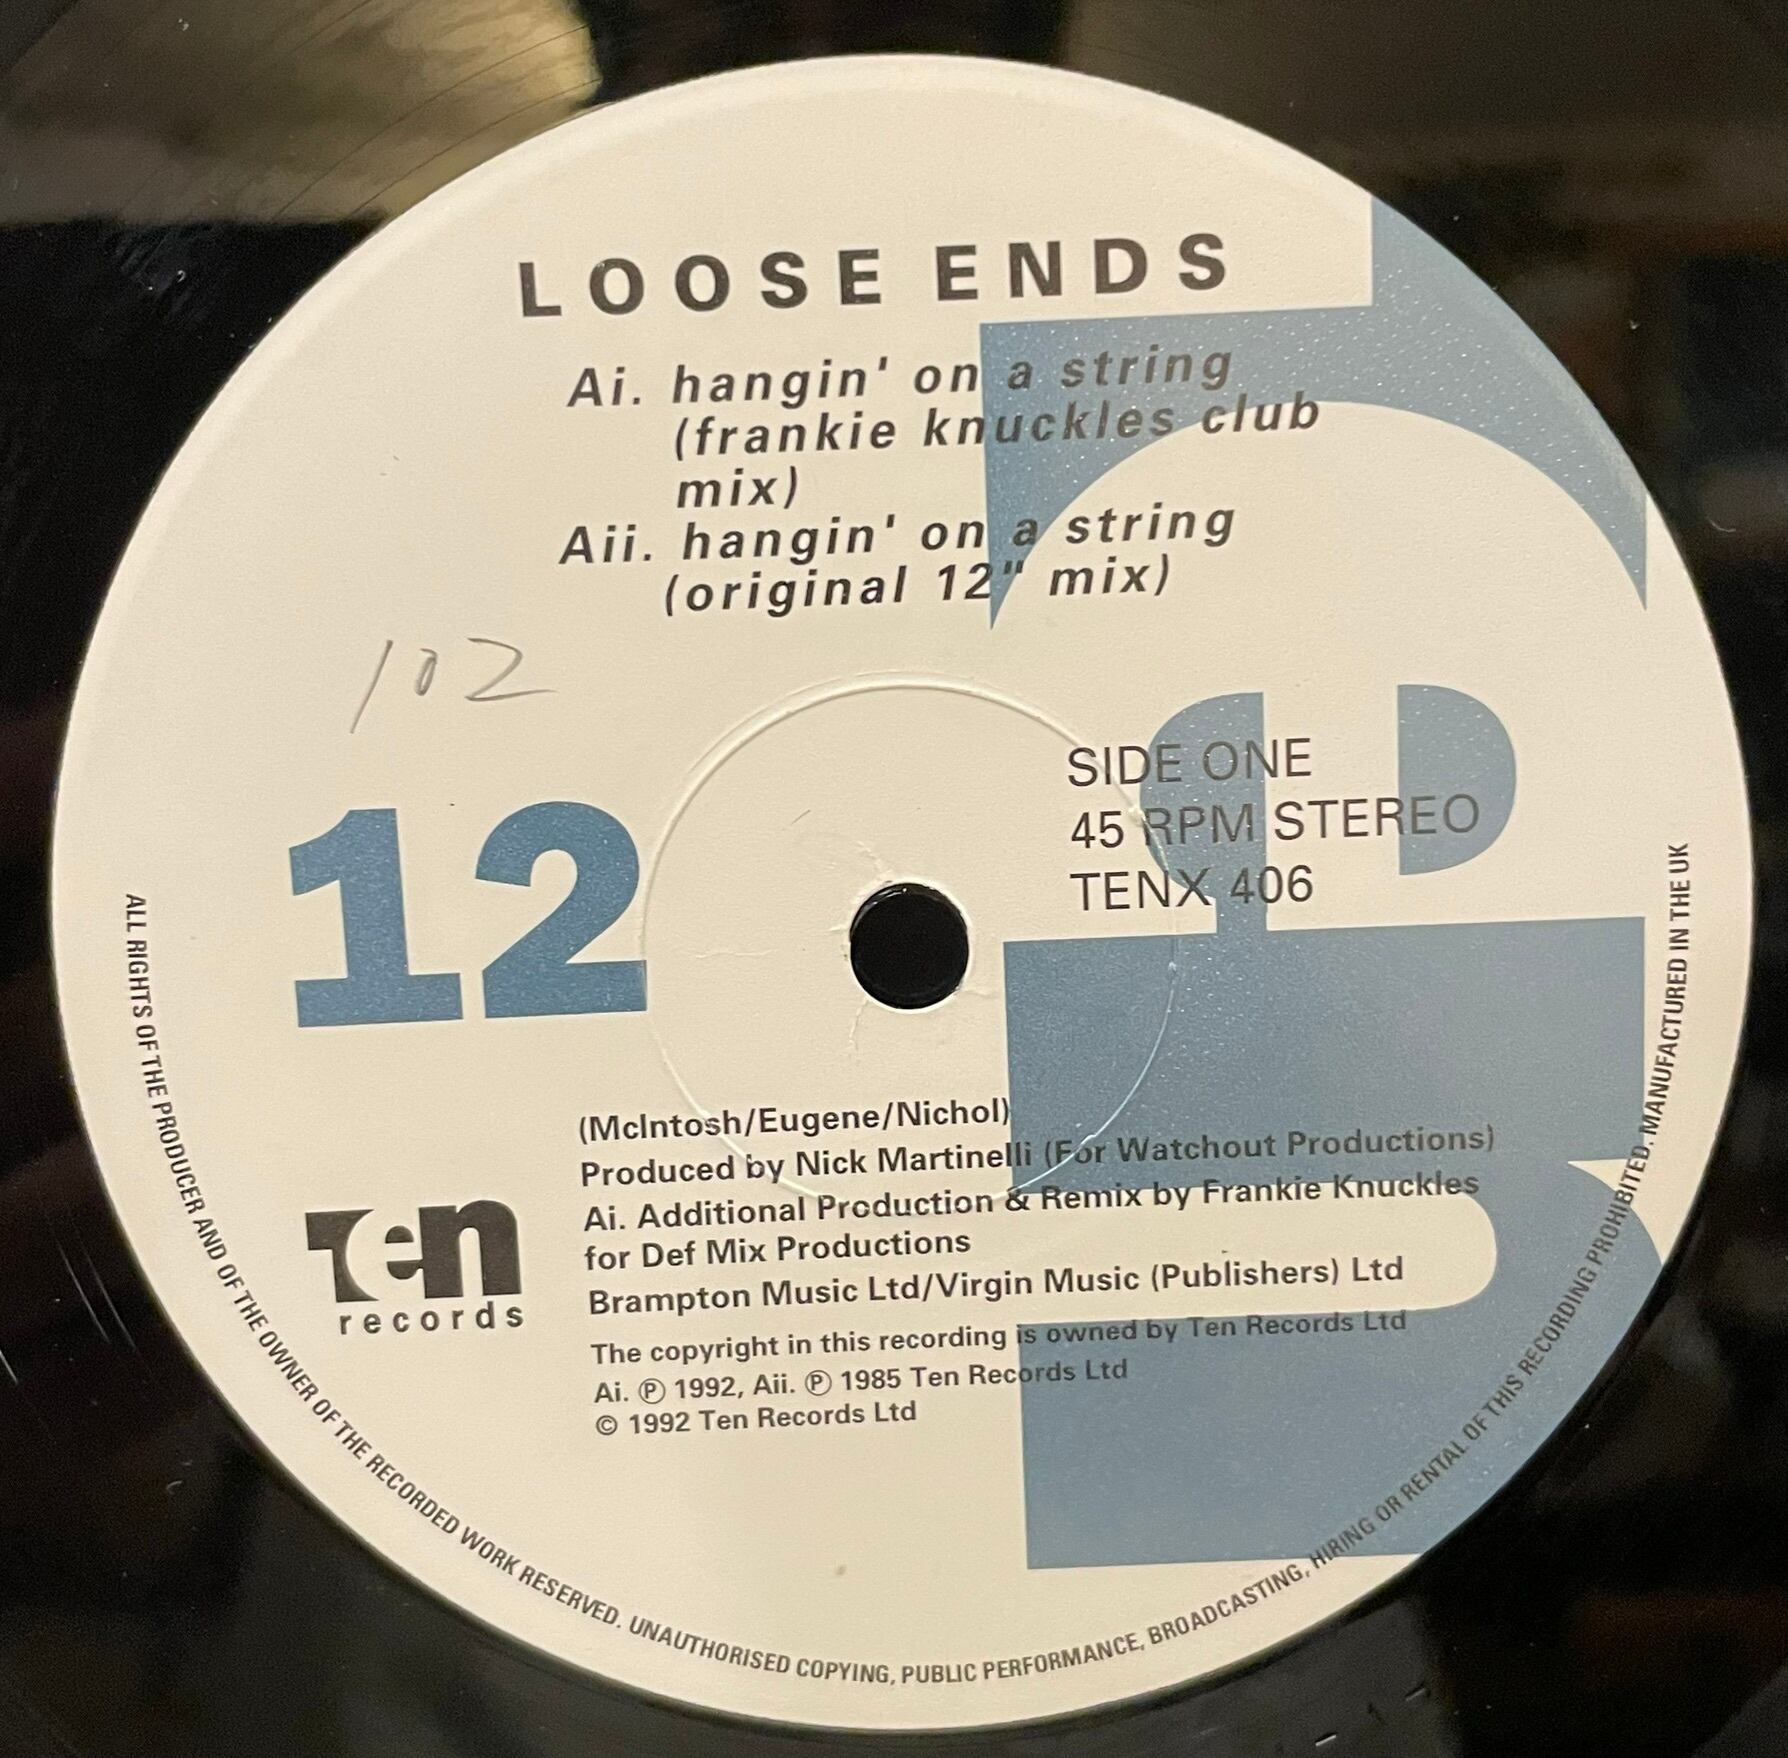 LOOSE ENDS
Ai. hangin' on a string
(frankie knuckles club
mix)
Aii. hangin' on a string
(original 12" mix)
102
12
SIDE ONE
45 RPM STEREO
TENX 406
(McIntosh/Eugene/Nichol)
Produced by Nick Martinelli (For Watchout Productions)
Ai. Additional Production & Remix by Frankie Knuckles
for Def Mix Productions
Brampton Music Ltd/Virgin Music (Publishers) Ltd
The copyright in this recording is owned by Ten Records Ltd
Ai. ℗ 1992, Aii. ℗ 1985 Ten Records Ltd
© 1992 Ten Records Ltd
Ten
records
ALL RIGHTS OF THE PRODUCER AND OF THE OWNER OF THE RECORDED WORK RESERVED. UNAUTHORISED COPYING, PUBLIC PERFORMANCE, BROADCASTING, HIRING OR RENTAL OF THIS RECORDING PROHIBITED. MANUFACTURED IN THE UK